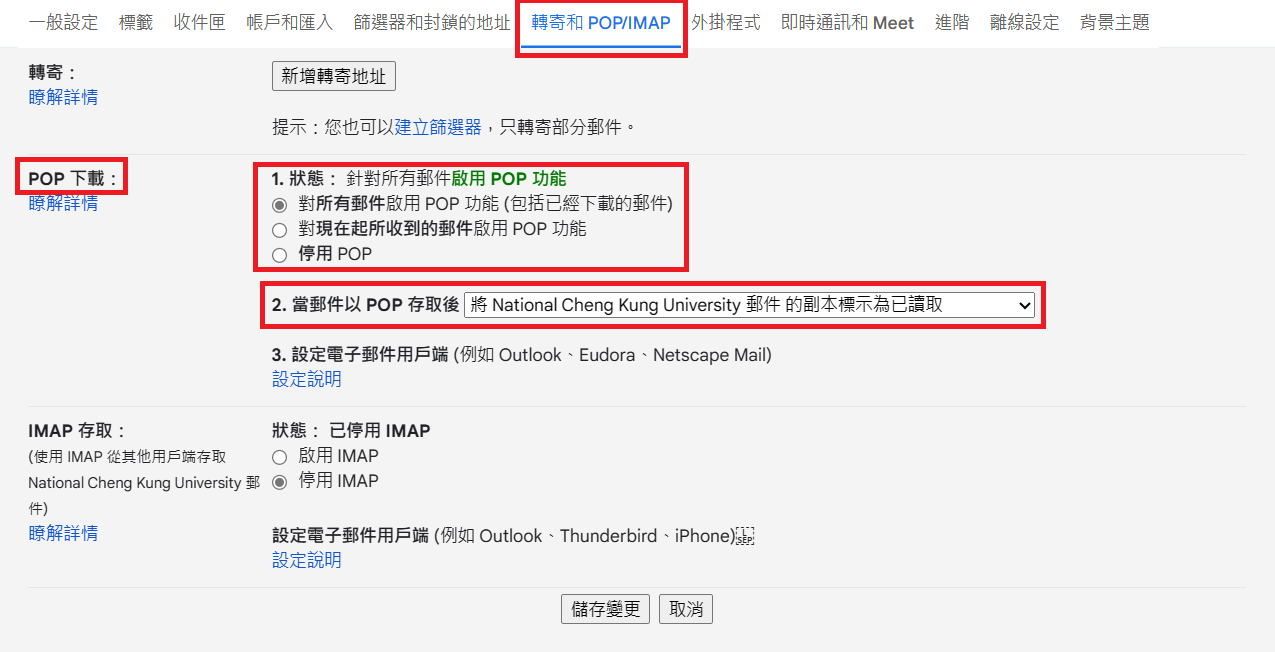 一般設定 標籤 收件匣 帳戶和匯入 篩選器和封鎖的地址 轉寄和 POP/IMAP 外掛程式 即時通訊和 Meet 進階 離線設定 背景主題
轉寄：
瞭解詳情
新增轉寄地址
提示：您也可以建立篩選器，只轉寄部分郵件。
POP 下載：
瞭解詳情
1. 狀態： 針對所有郵件啟用 POP 功能
對所有郵件啟用 POP 功能 (包括已經下載的郵件)
對現在起所收到的郵件啟用 POP 功能
停用 POP
2. 當郵件以 POP 存取後 將 National Cheng Kung University 郵件 的副本標示為已讀取
3. 設定電子郵件用戶端 (例如 Outlook、Eudora、Netscape Mail)
設定說明
IMAP 存取：
(使用 IMAP 從其他用戶端存取
National Cheng Kung University 郵
件)
瞭解詳情
狀態： 已停用 IMAP
啟用 IMAP
停用 IMAP
設定電子郵件用戶端 (例如 Outlook、Thunderbird、iPhone)
設定說明
儲存變更 取消